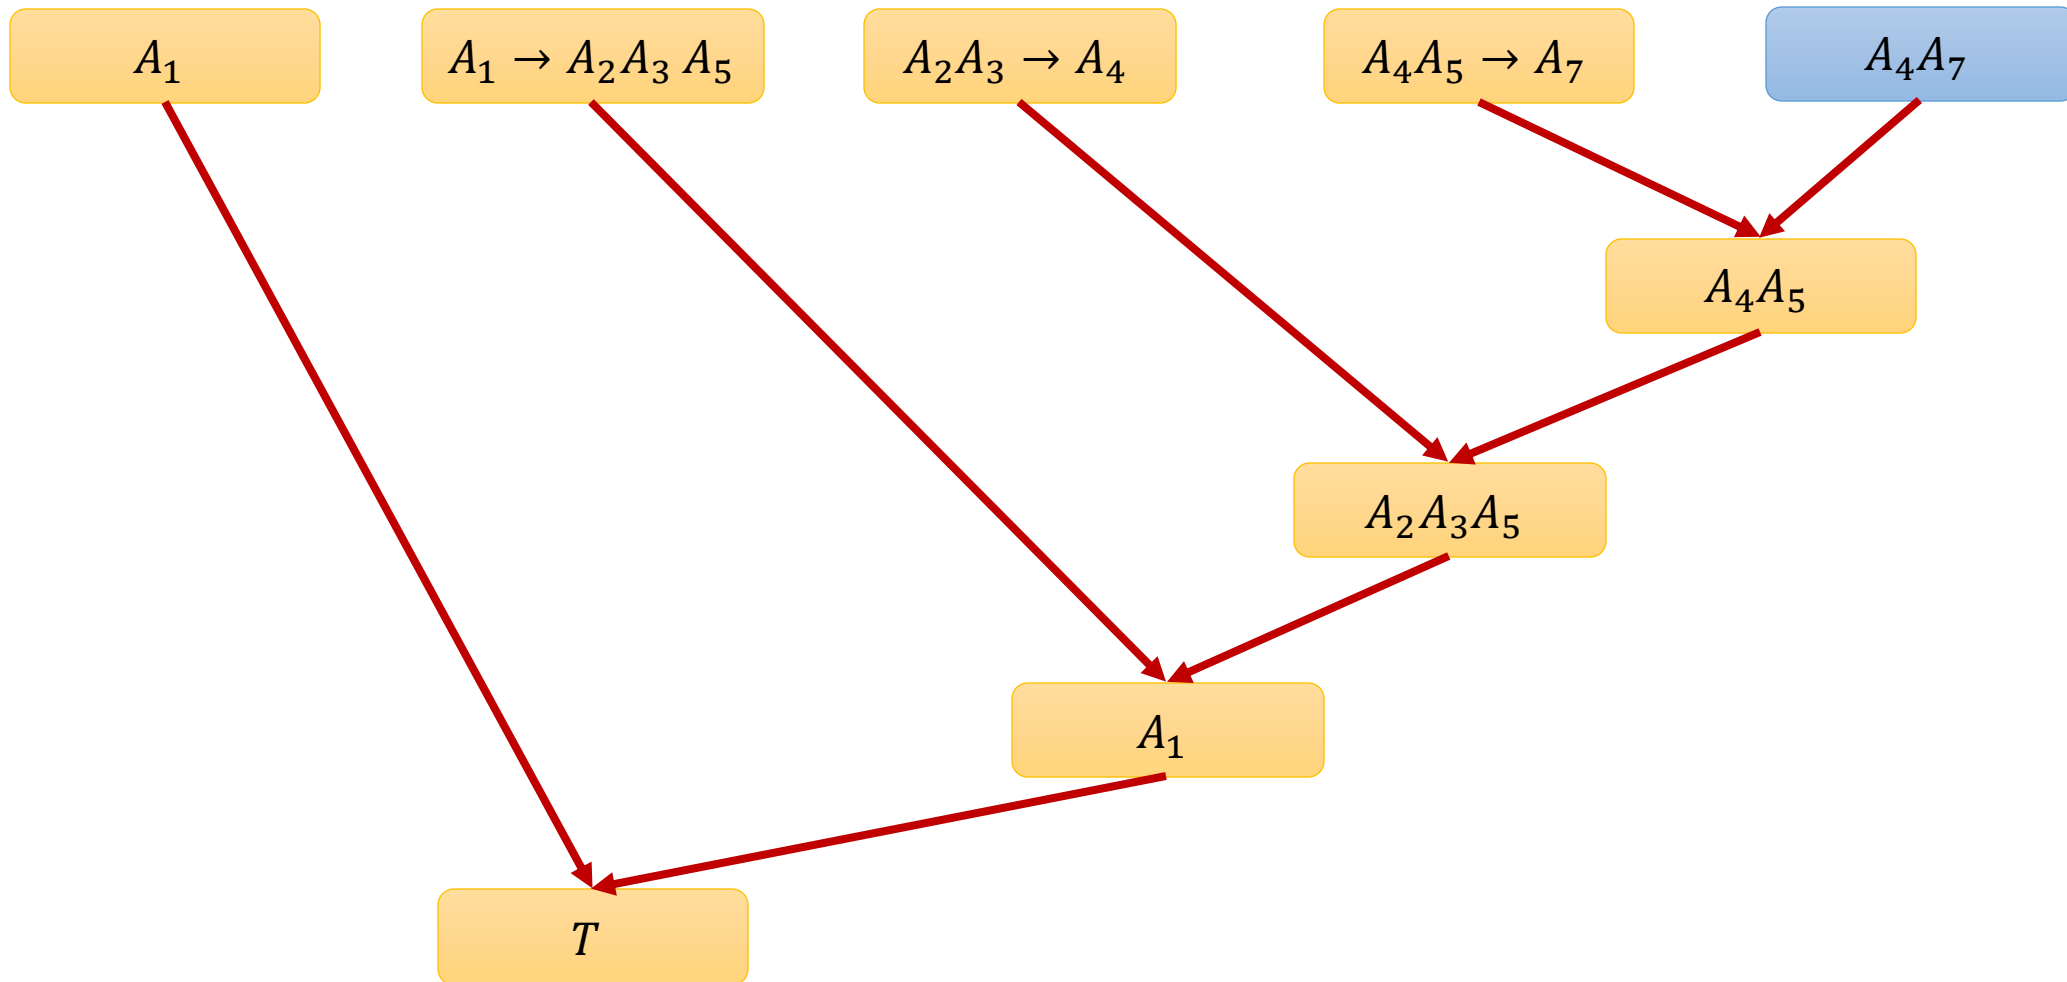 A₁
A₁ → A₂A₃ A₅
A₂A₃ → A₄
A₄A₅ → A₇
A₄A₇
A₄A₅
A₂A₃A₅
A₁
T